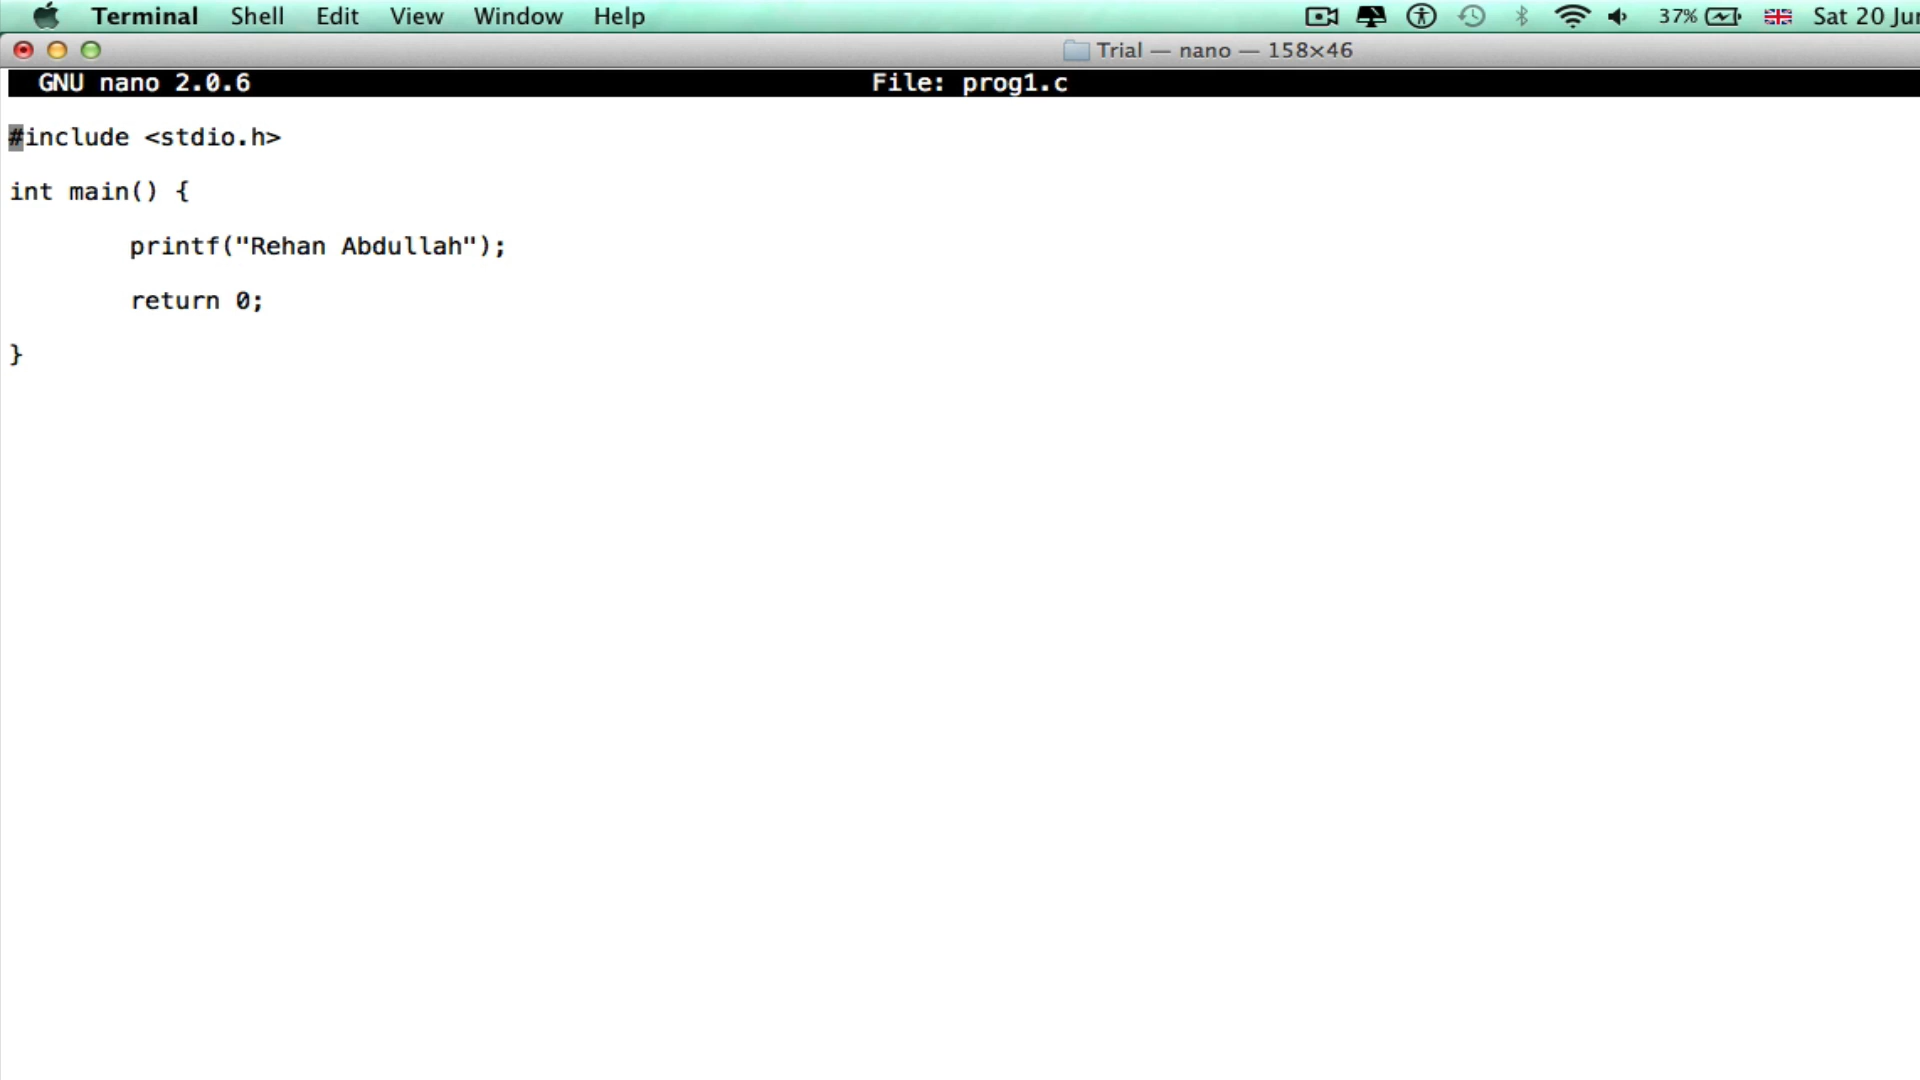 Terminal Shell Edit View Window Help 37% Sat 20 Jun
Trial — nano — 158×46
GNU nano 2.0.6 File: prog1.c
#include <stdio.h>
int main() {
printf("Rehan Abdullah");
return 0;
}